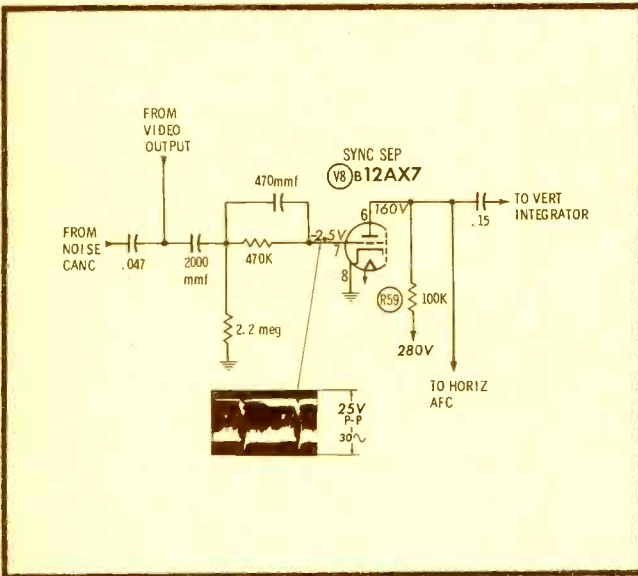 FROM
VIDEO
OUTPUT
SYNC SEP
V8 B 12AX7
470mmf
6
160V
TO VERT
INTEGRATOR
.15
FROM
NOISE
CANC
-2.5V
7
.047
2000
mmf
470K
8
R59
100K
2.2 meg
280V
TO HORIZ
AFC
25V
P-P
30∿